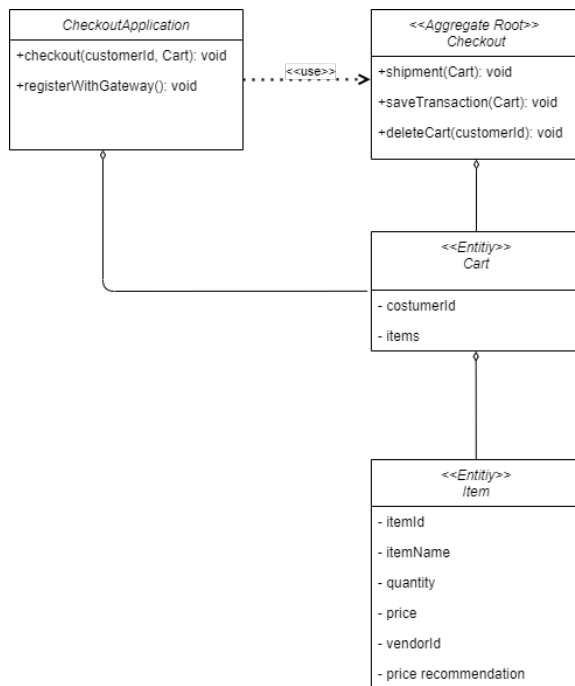 CheckoutApplication
+checkout(customerId, Cart): void
+registerWithGateway(): void
<<use>>
<<Aggregate Root>>
Checkout
+shipment(Cart): void
+saveTransaction(Cart): void
+deleteCart(customerId): void
<<Entitiy>>
Cart
- costumerId
- items
<<Entitiy>>
Item
- itemId
- itemName
- quantity
- price
- vendorId
- price recommendation